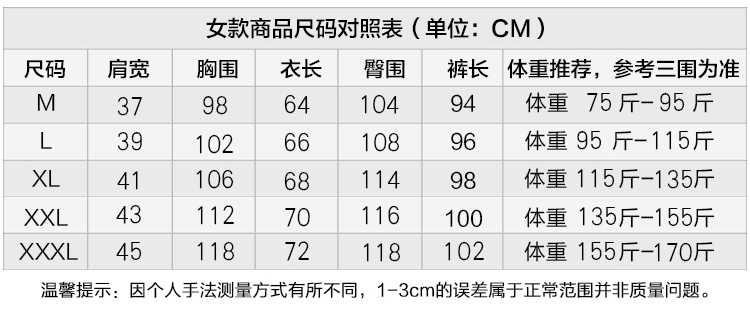 女款商品尺码对照表（单位：CM）
尺码 肩宽 胸围 衣长 臀围 裤长 体重推荐，参考三围为准
M 37 98 64 104 94 体重 75斤-95斤
L 39 102 66 108 96 体重 95斤-115斤
XL 41 106 68 114 98 体重 115斤-135斤
XXL 43 112 70 116 100 体重 135斤-155斤
XXXL 45 118 72 118 102 体重 155斤-170斤
温馨提示：因个人手法测量方式有所不同，1-3cm的误差属于正常范围并非质量问题。